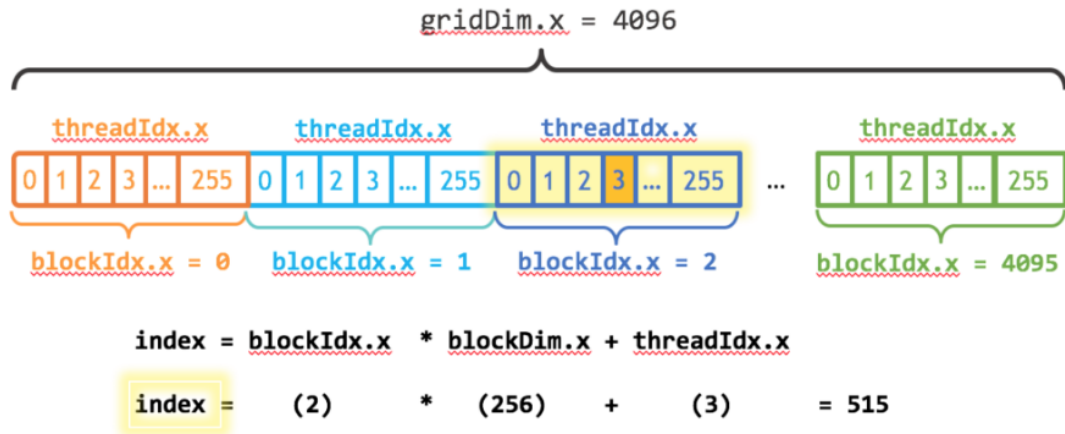 gridDim.x = 4096
threadIdx.x threadIdx.x threadIdx.x threadIdx.x
0 1 2 3 ... 255 0 1 2 3 ... 255 0 1 2 3 ... 255 ... 0 1 2 3 ... 255
blockIdx.x = 0 blockIdx.x = 1 blockIdx.x = 2 blockIdx.x = 4095
index = blockIdx.x * blockDim.x + threadIdx.x
index = (2) * (256) + (3) = 515